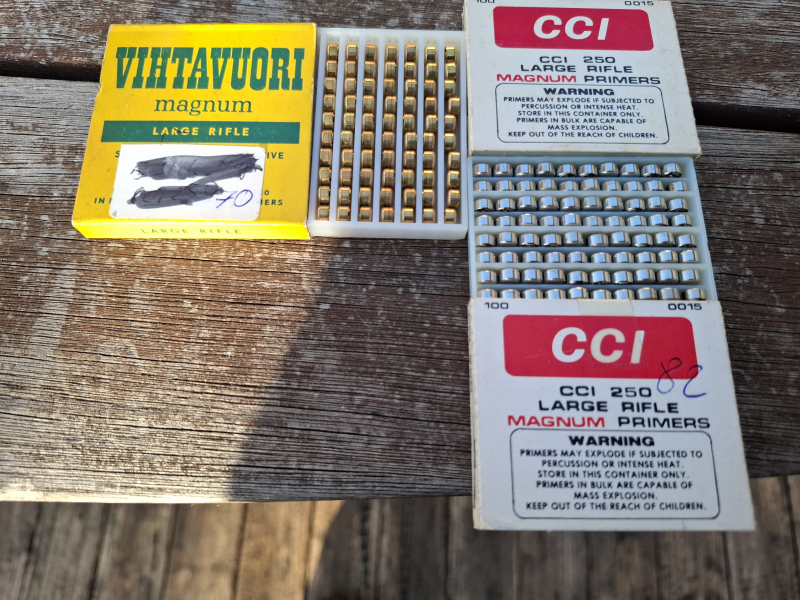 VIHTAVUORI
magnum
LARGE RIFLE
70
LARGE RIFLE
100 0015
CCI
CCI 250
LARGE RIFLE
MAGNUM PRIMERS
WARNING
PRIMERS MAY EXPLODE IF SUBJECTED TO
PERCUSSION OR INTENSE HEAT.
STORE IN THIS CONTAINER ONLY.
PRIMERS IN BULK ARE CAPABLE OF
MASS EXPLOSION.
KEEP OUT OF THE REACH OF CHILDREN.
100 0015
CCI
82
CCI 250
LARGE RIFLE
MAGNUM PRIMERS
WARNING
PRIMERS MAY EXPLODE IF SUBJECTED TO
PERCUSSION OR INTENSE HEAT.
STORE IN THIS CONTAINER ONLY.
PRIMERS IN BULK ARE CAPABLE OF
MASS EXPLOSION.
KEEP OUT OF THE REACH OF CHILDREN.